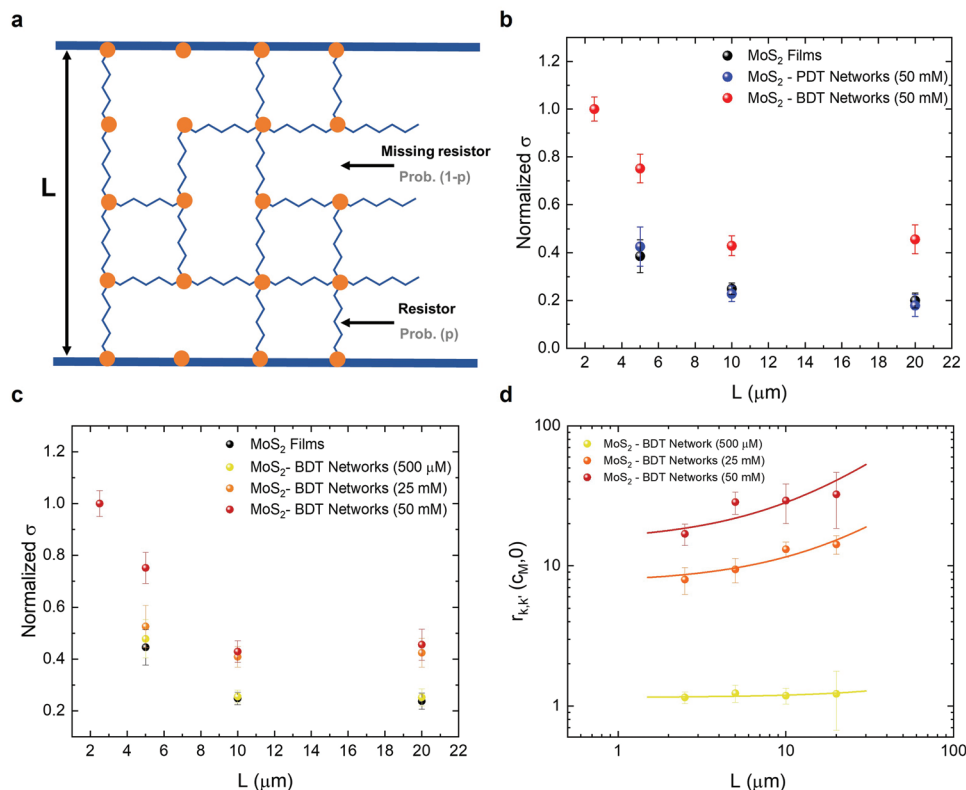 a
L
Missing resistor
Prob. (1-p)
Resistor
Prob. (p)
b
MoS₂ Films
MoS₂ - PDT Networks (50 mM)
MoS₂ - BDT Networks (50 mM)
Normalized σ
1.2
1.0
0.8
0.6
0.4
0.2
0.0
2 4 6 8 10 12 14 16 18 20 22
L (μm)
c
MoS₂ Films
MoS₂- BDT Networks (500 μM)
MoS₂- BDT Networks (25 mM)
MoS₂- BDT Networks (50 mM)
Normalized σ
1.2
1.0
0.8
0.6
0.4
0.2
2 4 6 8 10 12 14 16 18 20 22
L (μm)
d
MoS₂ - BDT Network (500 μM)
MoS₂ - BDT Networks (25 mM)
MoS₂ - BDT Networks (50 mM)
r k,k' (c M,0)
100
10
1
1 10 100
L (μm)